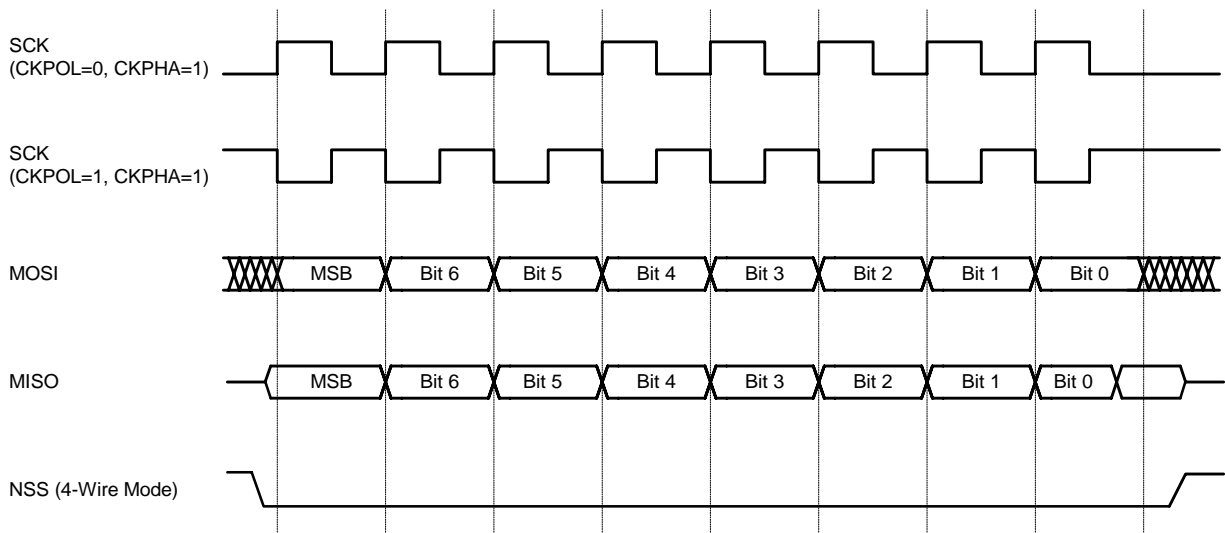 SCK
(CKPOL=0, CKPHA=1)
SCK
(CKPOL=1, CKPHA=1)
MOSI
MSB Bit 6 Bit 5 Bit 4 Bit 3 Bit 2 Bit 1 Bit 0
MISO
MSB Bit 6 Bit 5 Bit 4 Bit 3 Bit 2 Bit 1 Bit 0
NSS (4-Wire Mode)